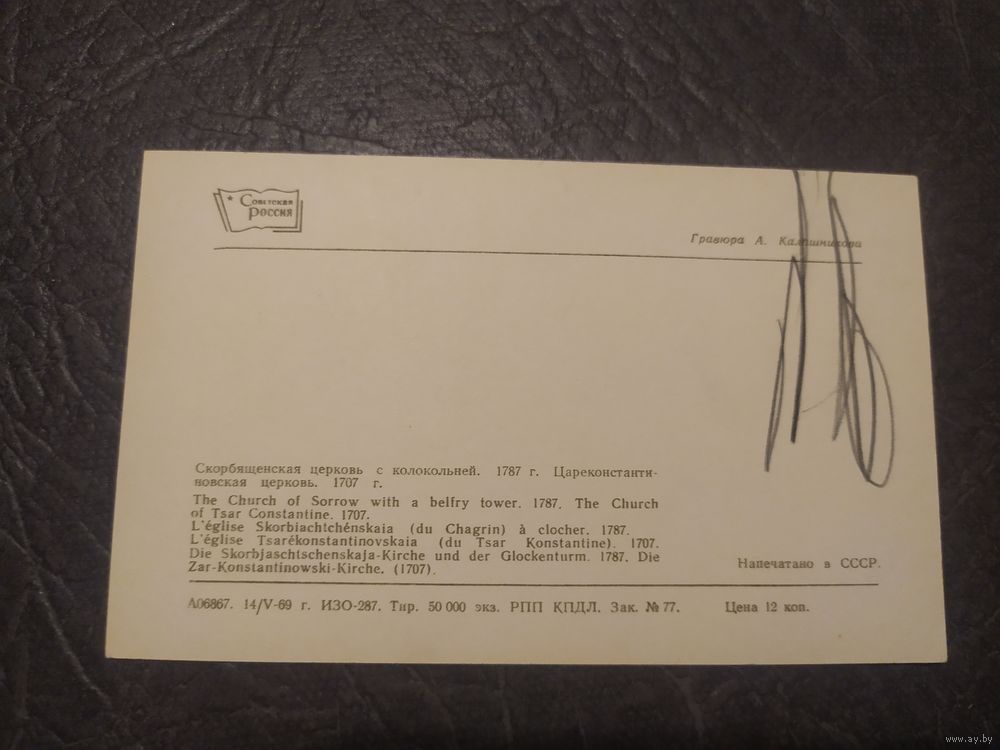 Советская
Россия
Гравюра А. Калашникова
Скорбященская церковь с колокольней. 1787 г. Цареконстанти-
новская церковь. 1707 г.
The Church of Sorrow with a belfry tower. 1787. The Church
of Tsar Constantine. 1707.
L'église Skorbiachtchénskaia (du Chagrin) à clocher. 1787.
L'église Tsarékonstantinovskaia (du Tsar Konstantine). 1707.
Die Skorbjaschtschenskaja-Kirche und der Glockenturm. 1787. Die
Zar-Konstantinowski-Kirche. (1707).
Напечатано в СССР.
А06867. 14/V-69 г. ИЗО-287. Тир. 50 000 экз. РПП КПДЛ. Зак. № 77. Цена 12 коп.
www.ay.by